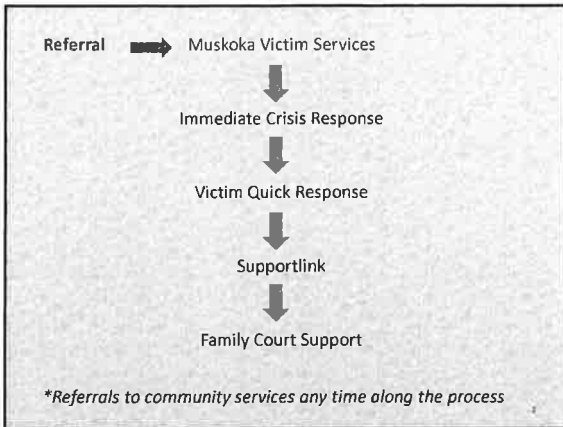 Referral Muskoka Victim Services
Immediate Crisis Response
Victim Quick Response
Supportlink
Family Court Support
*Referrals to community services any time along the process